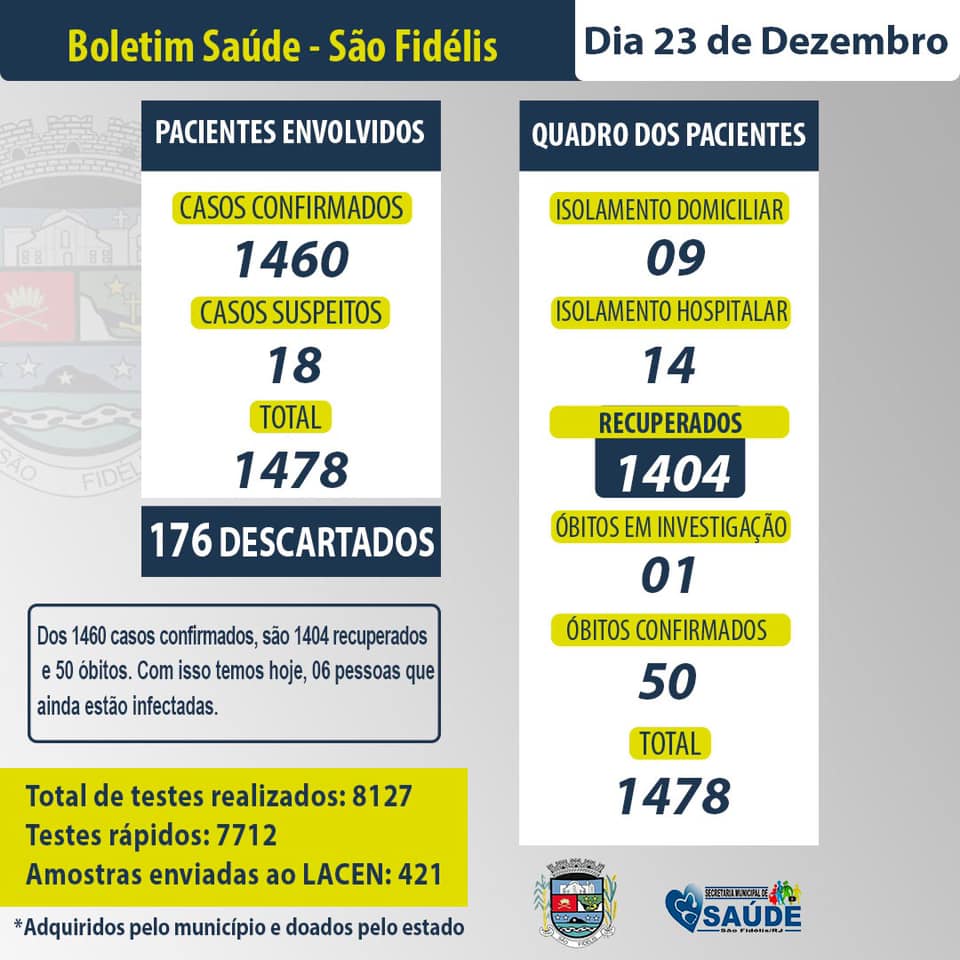 Boletim Saúde - São Fidélis
Dia 23 de Dezembro
PACIENTES ENVOLVIDOS
CASOS CONFIRMADOS
1460
CASOS SUSPEITOS
18
TOTAL
1478
176 DESCARTADOS
Dos 1460 casos confirmados, são 1404 recuperados
e 50 óbitos. Com isso temos hoje, 06 pessoas que
ainda estão infectadas.
Total de testes realizados: 8127
Testes rápidos: 7712
Amostras enviadas ao LACEN: 421
*Adquiridos pelo município e doados pelo estado
QUADRO DOS PACIENTES
ISOLAMENTO DOMICILIAR
09
ISOLAMENTO HOSPITALAR
14
RECUPERADOS
1404
ÓBITOS EM INVESTIGAÇÃO
01
ÓBITOS CONFIRMADOS
50
TOTAL
1478
SÃO FIDÉLIS
SECRETARIA MUNICIPAL DE
SAÚDE
São Fidélis/RJ
SÃO FIDÉL